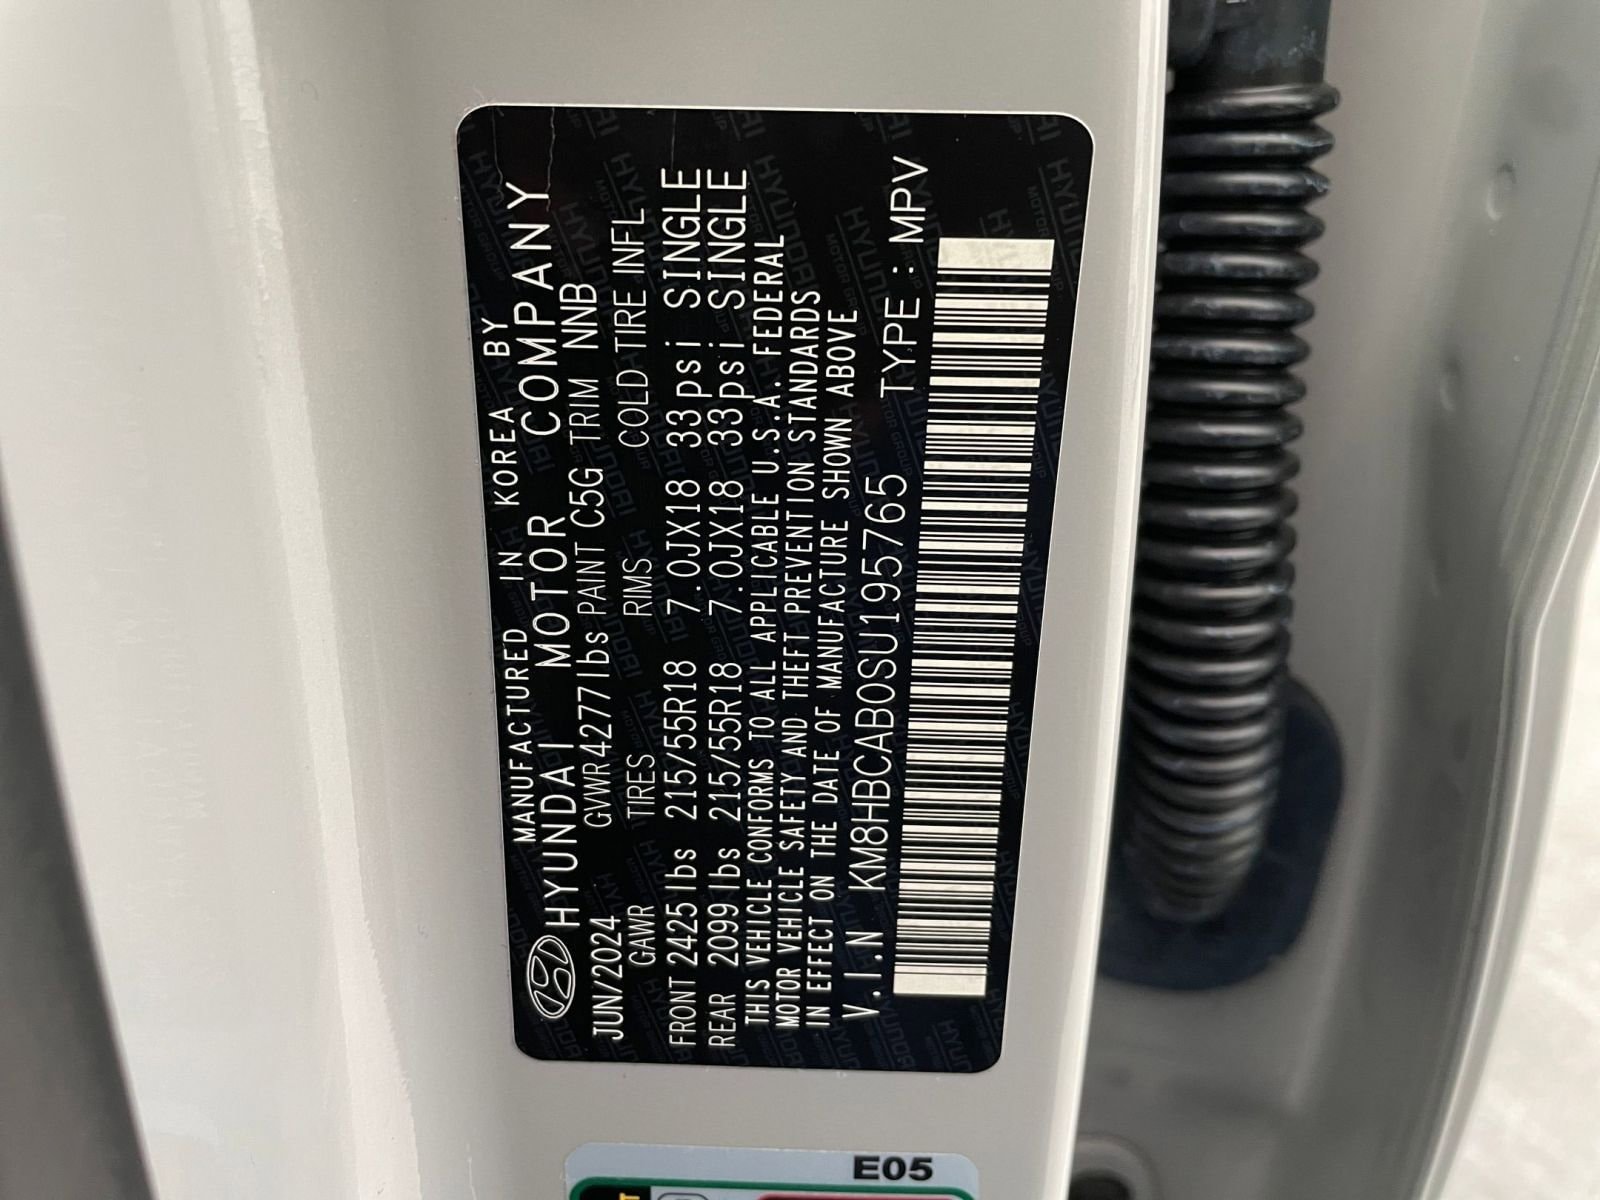 MANUFACTURED IN KOREA BY
HYUNDAI MOTOR COMPANY
JUN/2024 GVWR 4277lbs PAINT C5G TRIM NNB
GAWR TIRES RIMS COLD TIRE INFL
FRONT 2425lbs 215/55R18 7.0JX18 33psi SINGLE
REAR 2099lbs 215/55R18 7.0JX18 33psi SINGLE
THIS VEHICLE CONFORMS TO ALL APPLICABLE U.S.A. FEDERAL
MOTOR VEHICLE SAFETY AND THEFT PREVENTION STANDARDS
IN EFFECT ON THE DATE OF MANUFACTURE SHOWN ABOVE
V.I.N KM8HBCAB0SU195765 TYPE : MPV
E05